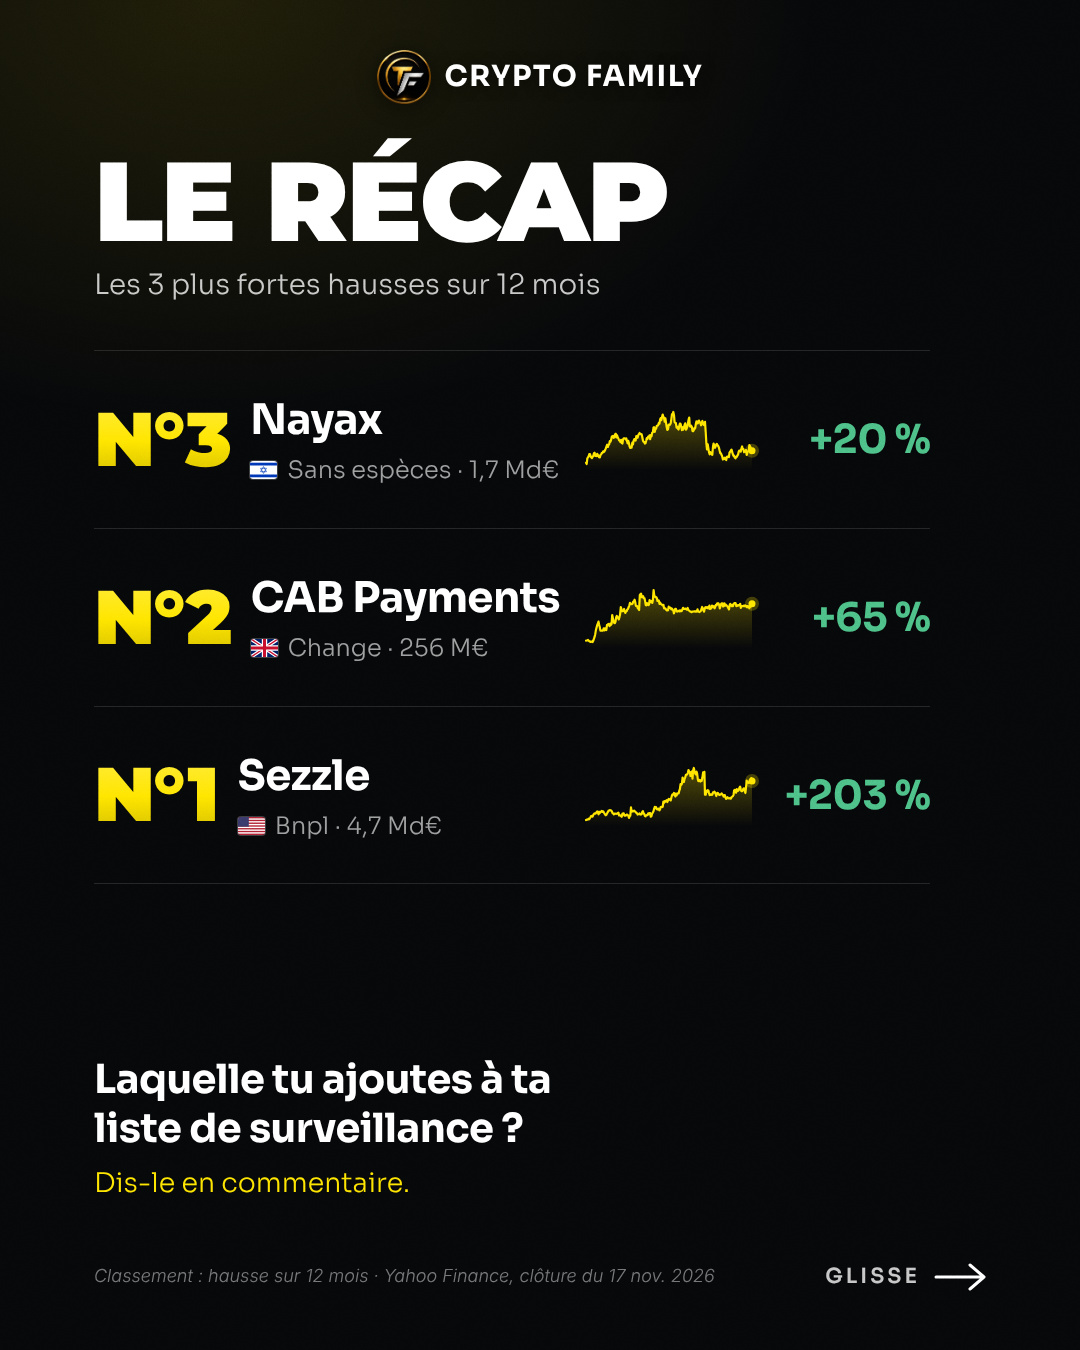 TF CRYPTO FAMILY
LE RÉCAP
Les 3 plus fortes hausses sur 12 mois
N°3 Nayax +20 %
Sans espèces · 1,7 Md€
N°2 CAB Payments +65 %
Change · 256 M€
N°1 Sezzle +203 %
Bnpl · 4,7 Md€
Laquelle tu ajoutes à ta
liste de surveillance ?
Dis-le en commentaire.
Classement : hausse sur 12 mois · Yahoo Finance, clôture du 17 nov. 2026 GLISSE